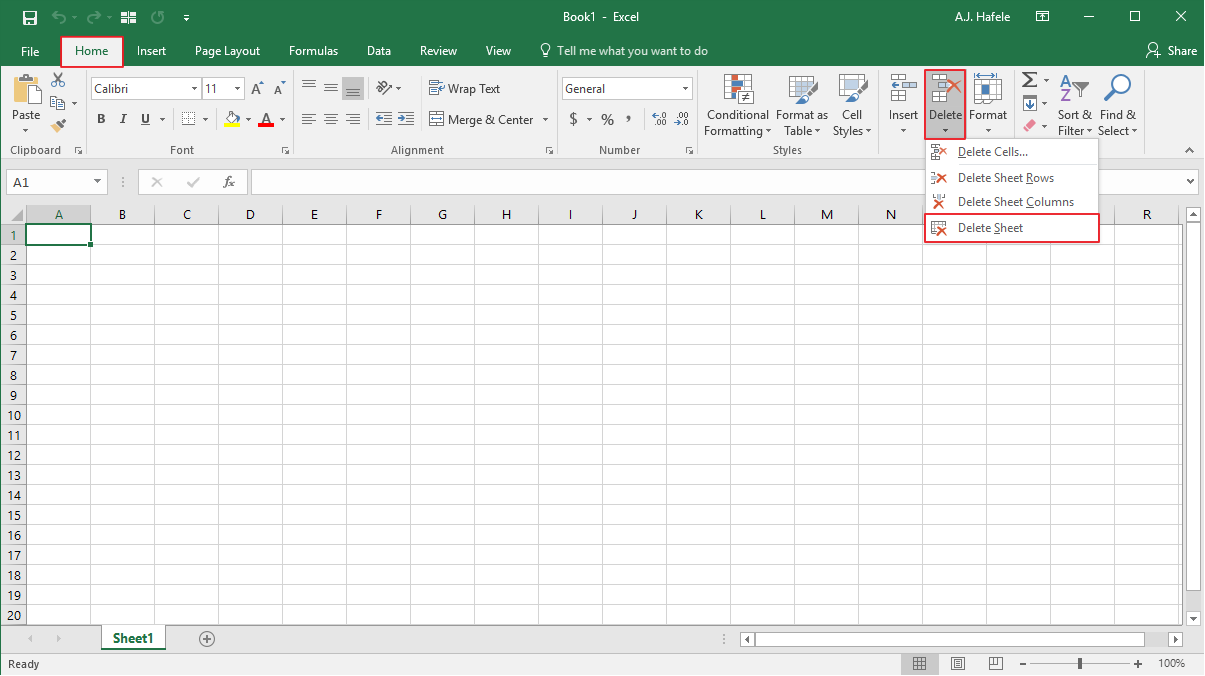 Book1 - Excel
A.J. Hafele
File Home Insert Page Layout Formulas Data Review View Tell me what you want to do Share
Paste
Calibri 11
B I U A
Wrap Text
Merge & Center
General
$ % ,
Conditional Formatting
Format as Table
Cell Styles
Insert
Delete
Format
Sort & Filter
Find & Select
Clipboard Font Alignment Number Styles
Delete Cells...
Delete Sheet Rows
Delete Sheet Columns
Delete Sheet
A1 fx
A B C D E F G H I J K L M N R
1
2
3
4
5
6
7
8
9
10
11
12
13
14
15
16
17
18
19
20
Sheet1
Ready 100%